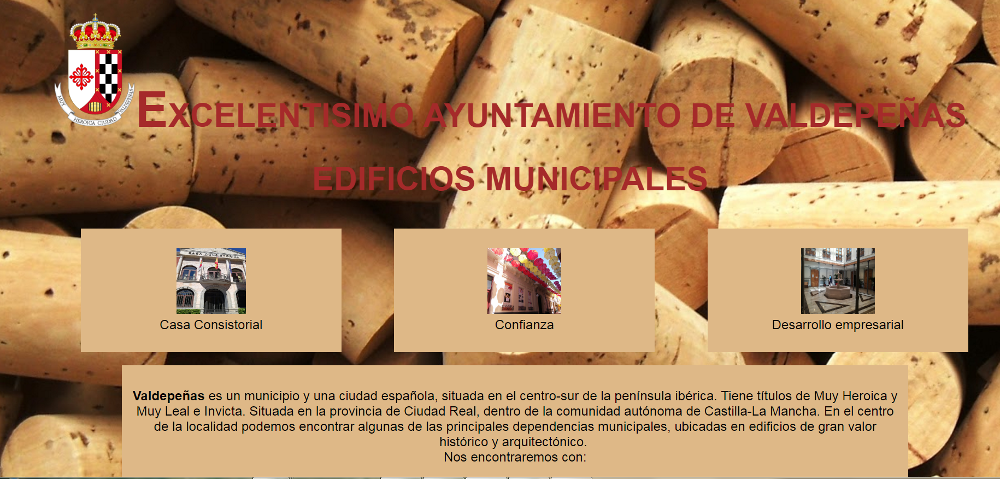 EXCELENTISIMO AYUNTAMIENTO DE VALDEPEÑAS
EDIFICIOS MUNICIPALES
Casa Consistorial
Confianza
Desarrollo empresarial
Valdepeñas es un municipio y una ciudad española, situada en el centro-sur de la península ibérica. Tiene títulos de Muy Heroica y
Muy Leal e Invicta. Situada en la provincia de Ciudad Real, dentro de la comunidad autónoma de Castilla-La Mancha. En el centro
de la localidad podemos encontrar algunas de las principales dependencias municipales, ubicadas en edificios de gran valor
histórico y arquitectónico.
Nos encontraremos con: